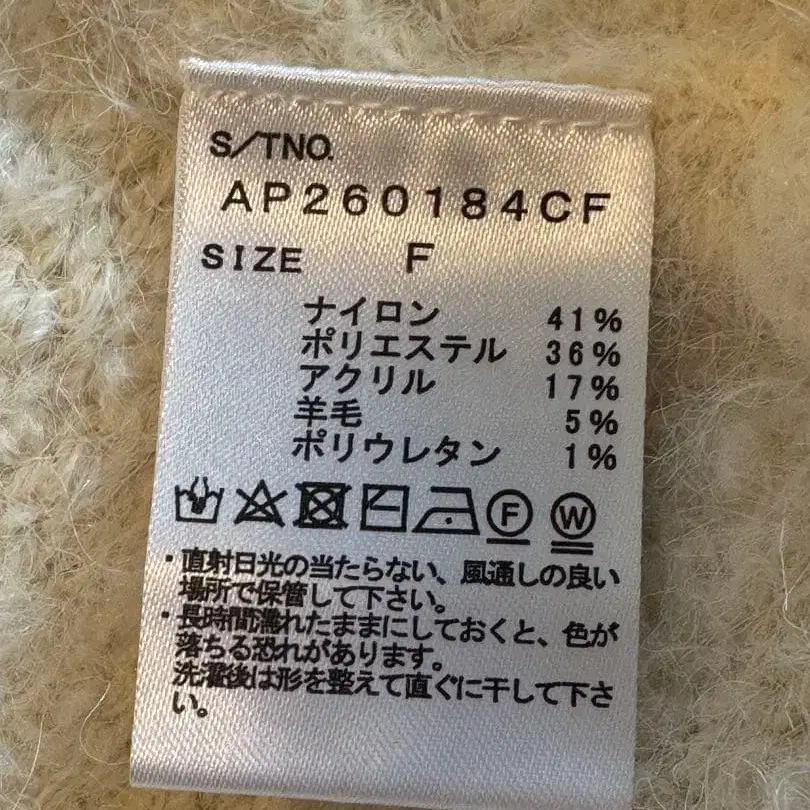 S/TNO.
AP260184CF
SIZE F
ナイロン 41%
ポリエステル 36%
アクリル 17%
羊毛 5%
ポリウレタン 1%
F W
・直射日光の当たらない、風通しの良い
場所で保管して下さい。
・長時間濡れたままにしておくと、色が
落ちる恐れがあります。
洗濯後は形を整えて直ぐに干して下さ
い。